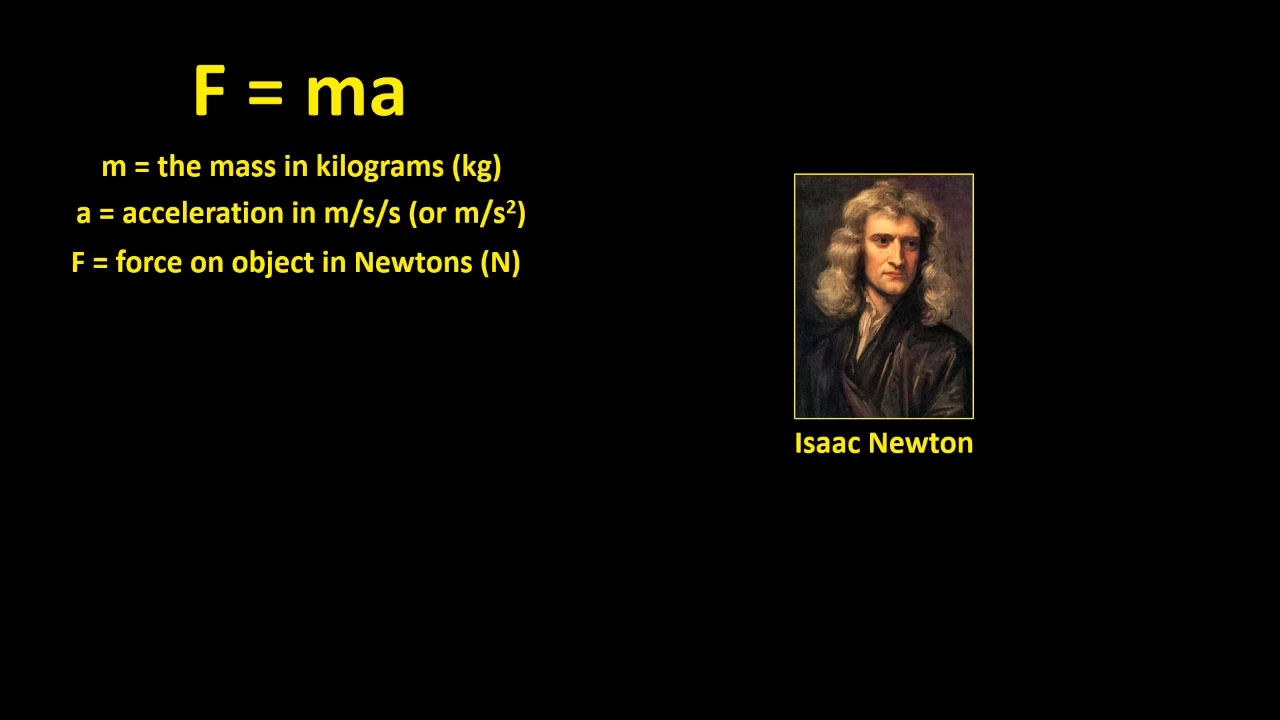 F = ma
m = the mass in kilograms (kg)
a = acceleration in m/s/s (or m/s²)
F = force on object in Newtons (N)
Isaac Newton